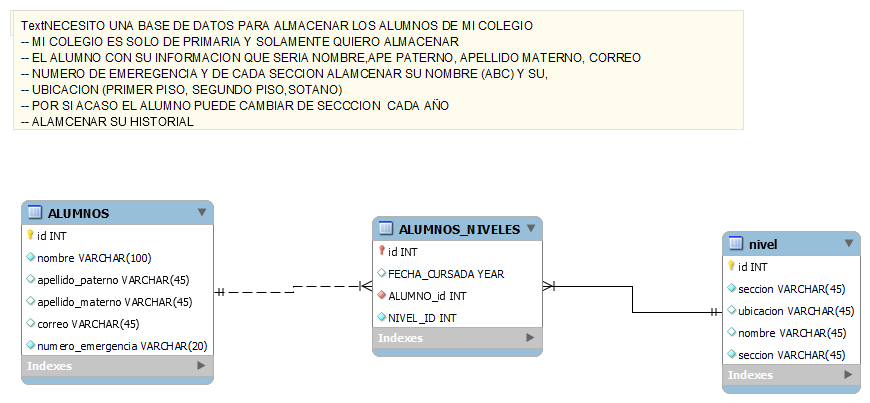 TextNECESITO UNA BASE DE DATOS PARA ALMACENAR LOS ALUMNOS DE MI COLEGIO
-- MI COLEGIO ES SOLO DE PRIMARIA Y SOLAMENTE QUIERO ALMACENAR
-- EL ALUMNO CON SU INFORMACION QUE SERIA NOMBRE,APE PATERNO, APELLIDO MATERNO, CORREO
-- NUMERO DE EMEREGENCIA Y DE CADA SECCION ALAMCENAR SU NOMBRE (ABC) Y SU,
-- UBICACION (PRIMER PISO, SEGUNDO PISO,SOTANO)
-- POR SI ACASO EL ALUMNO PUEDE CAMBIAR DE SECCCION  CADA AÑO
-- ALAMCENAR SU HISTORIAL
ALUMNOS
id INT
nombre VARCHAR(100)
apellido_paterno VARCHAR(45)
apellido_materno VARCHAR(45)
correo VARCHAR(45)
numero_emergencia VARCHAR(20)
Indexes
ALUMNOS_NIVELES
id INT
FECHA_CURSADA YEAR
ALUMNO_id INT
NIVEL_ID INT
Indexes
nivel
id INT
seccion VARCHAR(45)
ubicacion VARCHAR(45)
nombre VARCHAR(45)
seccion VARCHAR(45)
Indexes